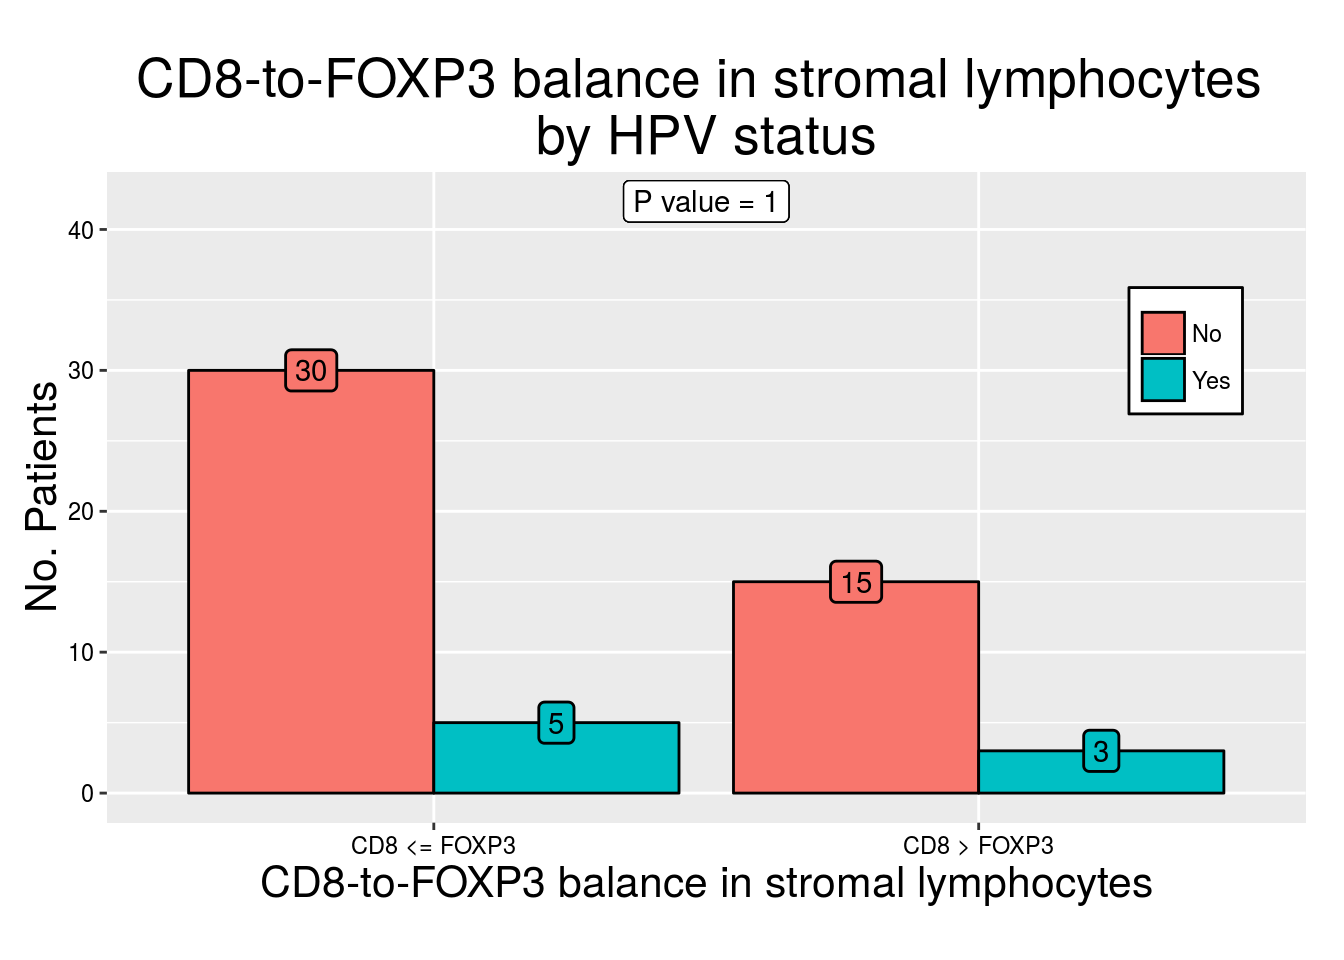 CD8-to-FOXP3 balance in stromal lymphocytes
by HPV status
P value = 1
No. Patients
40
30
20
10
0
30
5
15
3
No
Yes
CD8 <= FOXP3
CD8 > FOXP3
CD8-to-FOXP3 balance in stromal lymphocytes